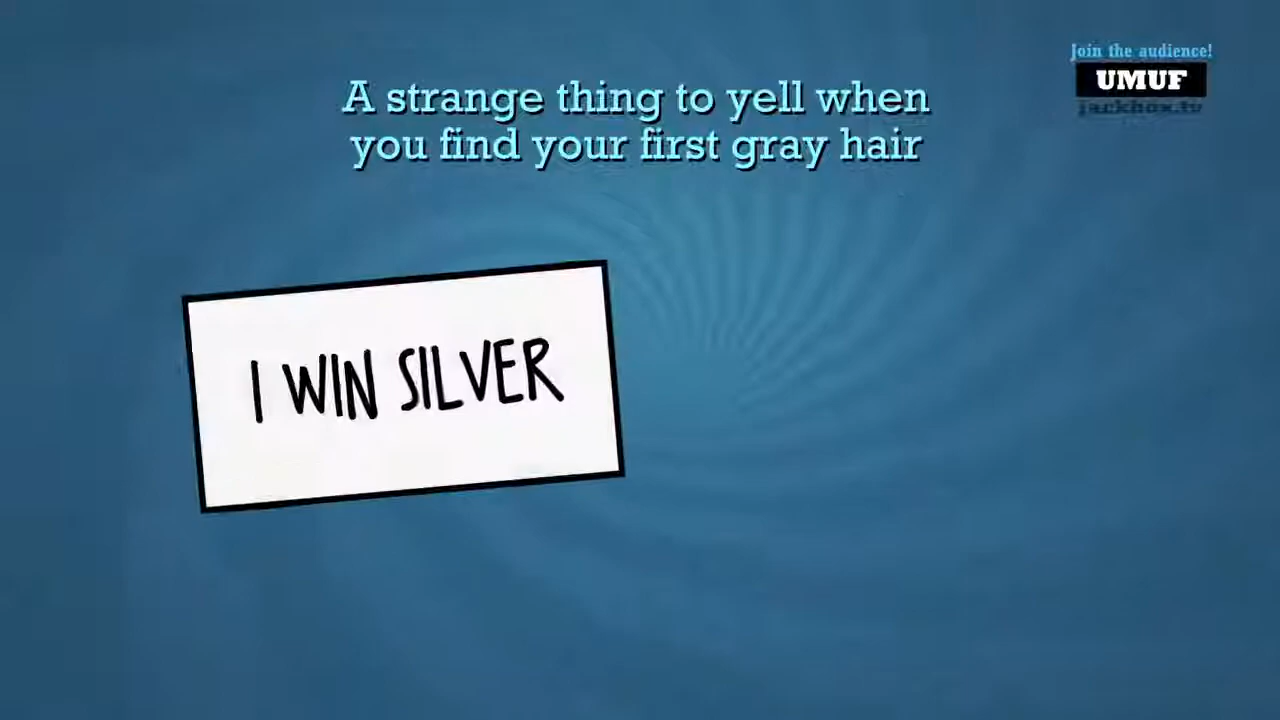 Join the audience!
UMUF
jackbox.tv
A strange thing to yell when
you find your first gray hair
I WIN SILVER